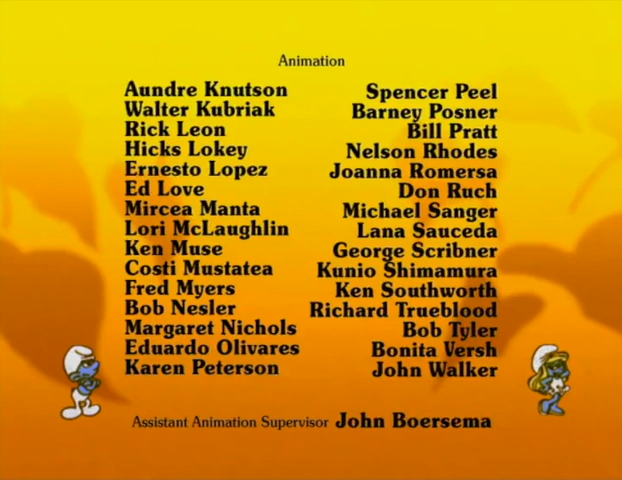 Animation
Aundre Knutson
Walter Kubriak
Rick Leon
Hicks Lokey
Ernesto Lopez
Ed Love
Mircea Manta
Lori McLaughlin
Ken Muse
Costi Mustatea
Fred Myers
Bob Nesler
Margaret Nichols
Eduardo Olivares
Karen Peterson
Spencer Peel
Barney Posner
Bill Pratt
Nelson Rhodes
Joanna Romersa
Don Ruch
Michael Sanger
Lana Sauceda
George Scribner
Kunio Shimamura
Ken Southworth
Richard Trueblood
Bob Tyler
Bonita Versh
John Walker
Assistant Animation Supervisor John Boersema